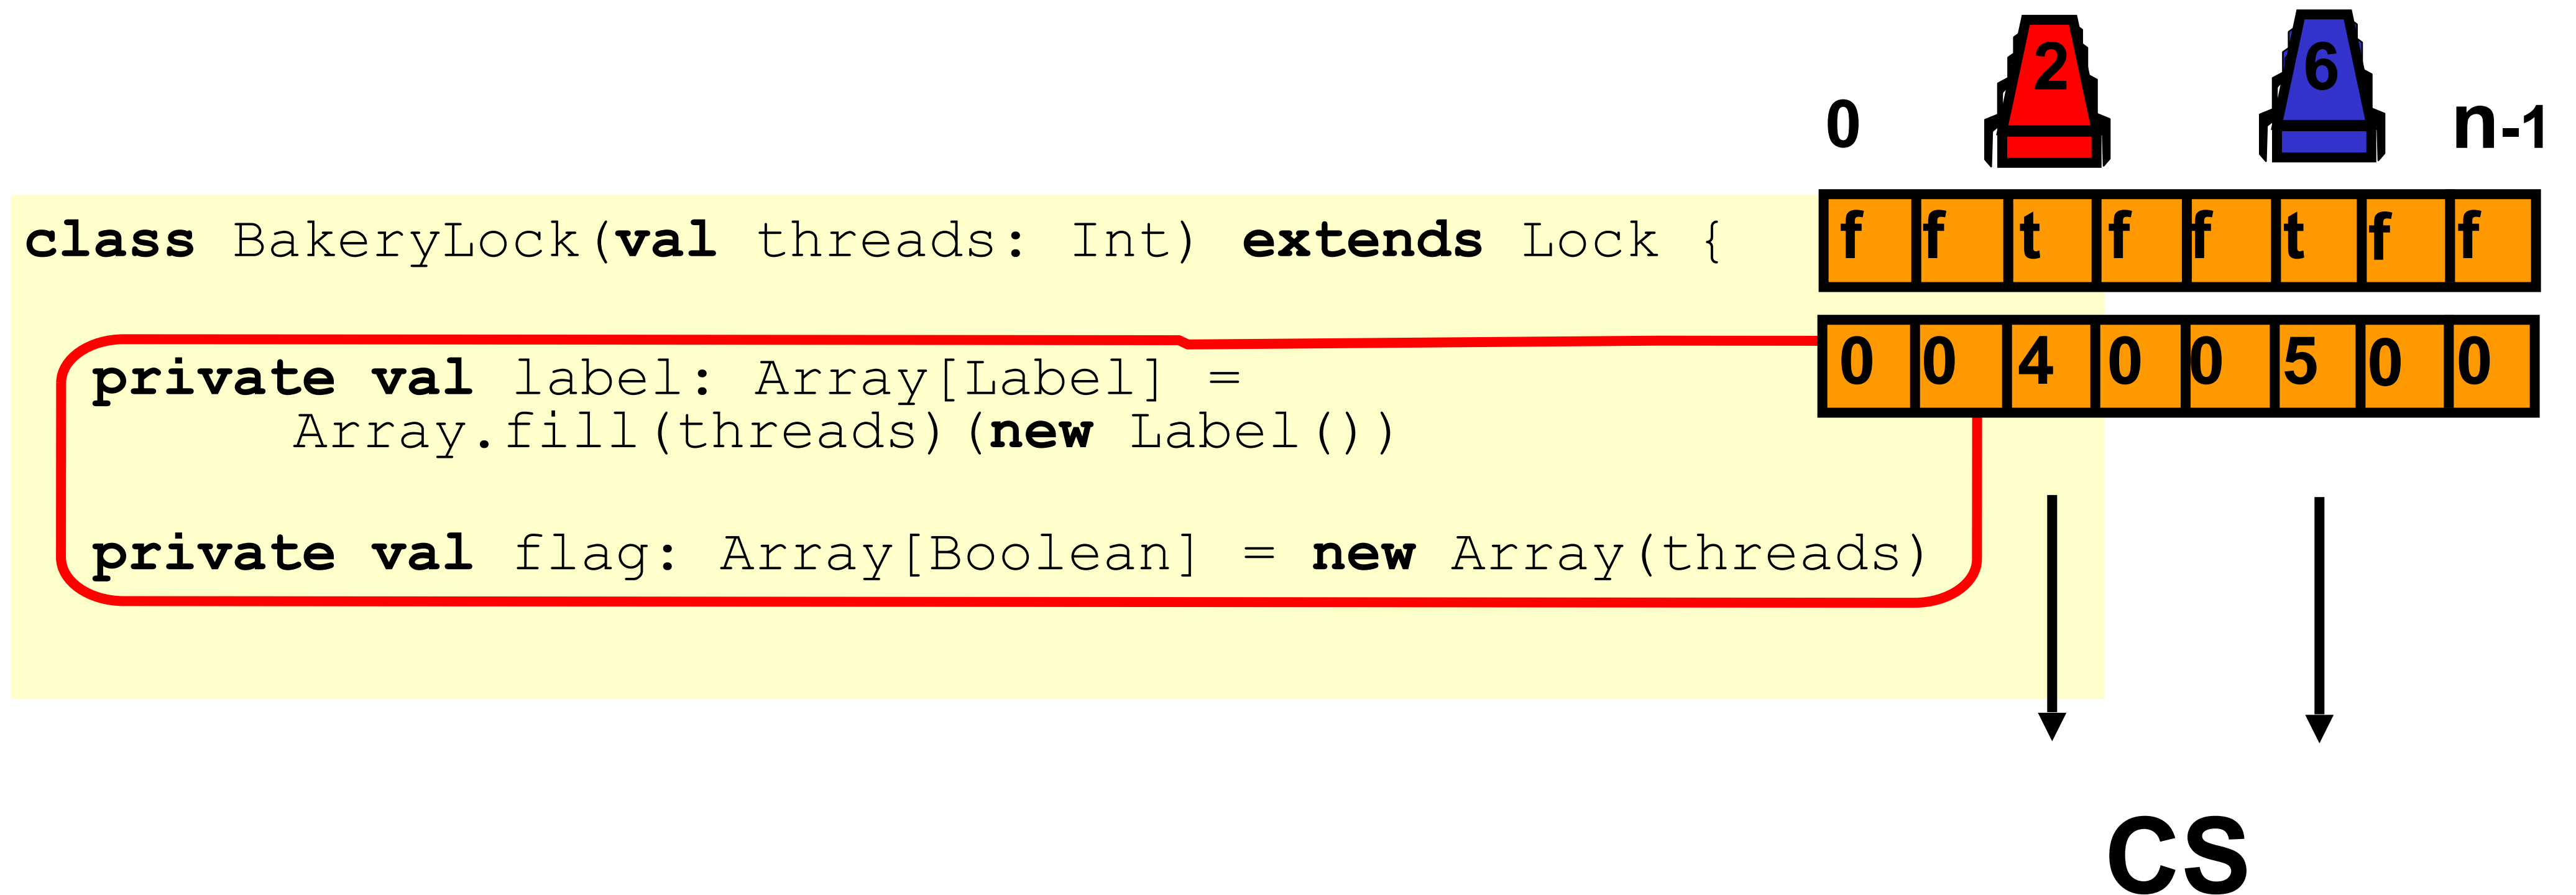 2 6
0 n-1
class BakeryLock(val threads: Int) extends Lock {
f f t f f t f f
private val label: Array[Label] =
0 0 4 0 0 5 0 0
Array.fill(threads)(new Label())
private val flag: Array[Boolean] = new Array(threads)
CS